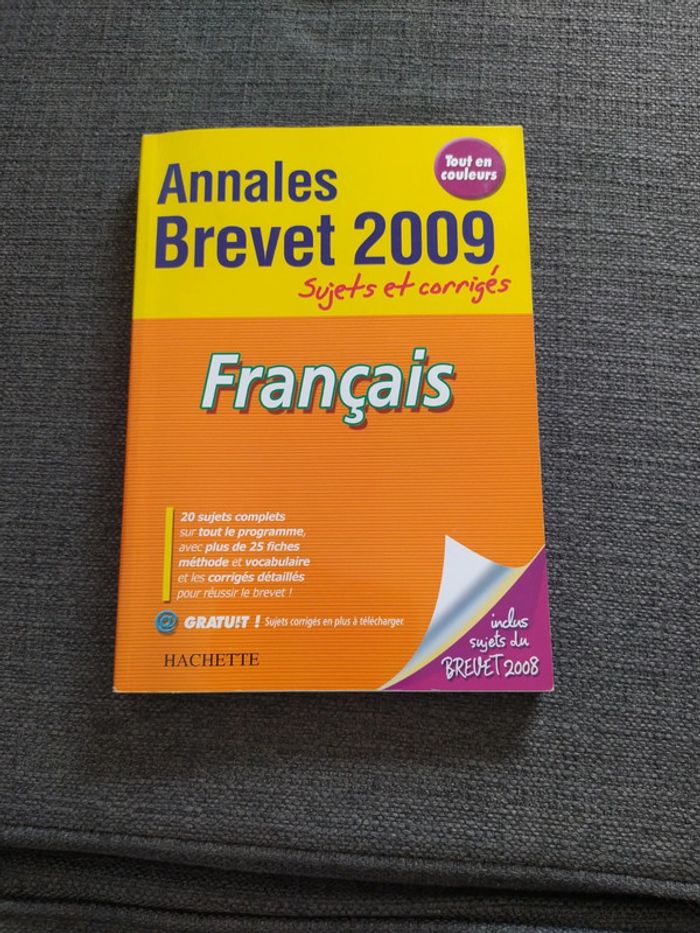 Tout en
couleurs
Annales
Brevet 2009
Sujets et corrigés
Français
20 sujets complets
sur tout le programme,
avec plus de 25 fiches
méthode et vocabulaire
et les corrigés détaillés
pour réussir le brevet !
@ GRATUIT ! Sujets corrigés en plus à télécharger.
HACHETTE
inclus
sujets du
BREVET 2008